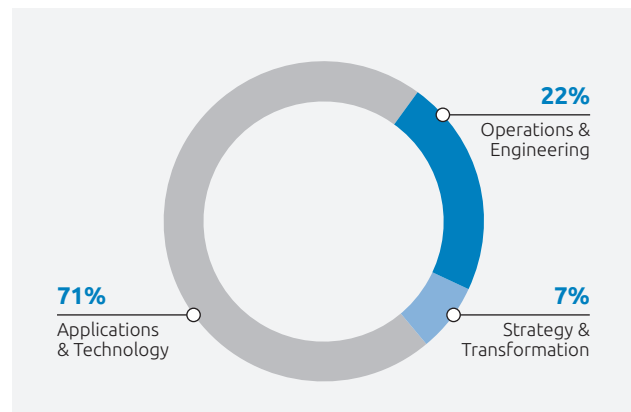 22%
Operations &
Engineering
71%
Applications
& Technology
7%
Strategy &
Transformation